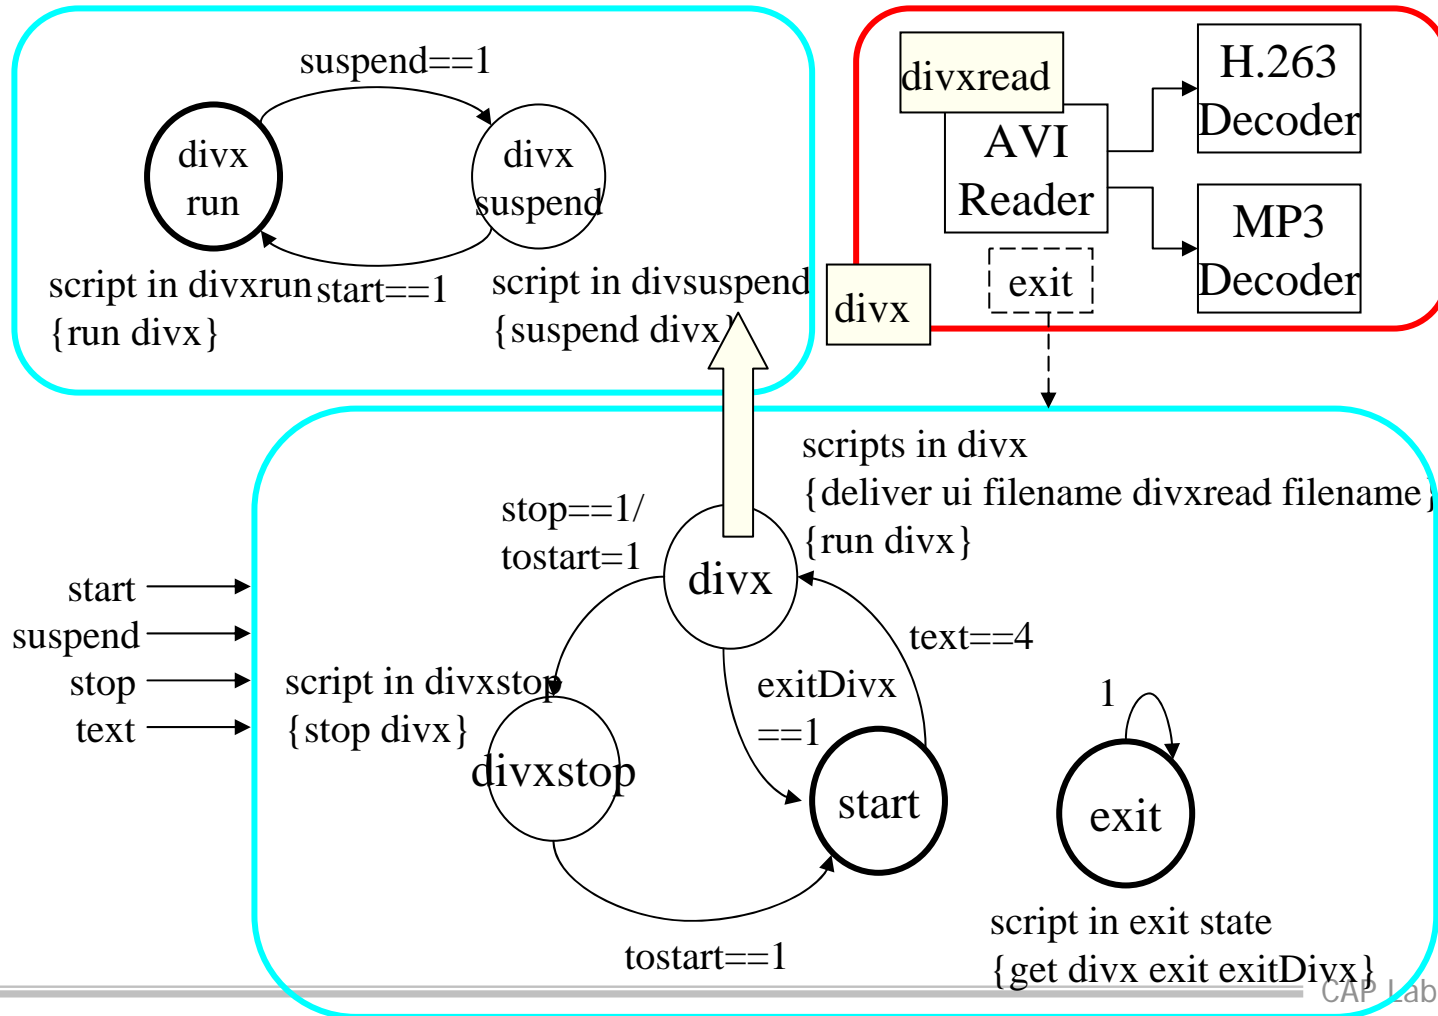 suspend==1
divx
run
divx
suspend
start==1
script in divxrun
{run divx}
script in divsuspend
{suspend divx}
divxread
AVI
Reader
H.263
Decoder
MP3
Decoder
exit
divx
scripts in divx
{deliver ui filename divxread filename}
{run divx}
stop==1/
tostart=1
divx
start
suspend
stop
text
text==4
script in divxstop
{stop divx}
exitDivx
==1
1
divxstop
start
exit
tostart==1
script in exit state
{get divx exit exitDivx}
CAP Lab